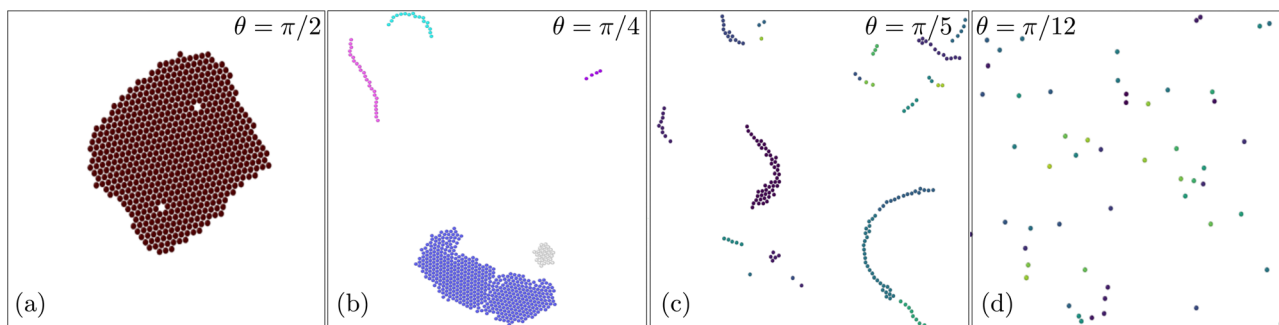 θ = π/2
(a)
θ = π/4
(b)
θ = π/5
(c)
θ = π/12
(d)